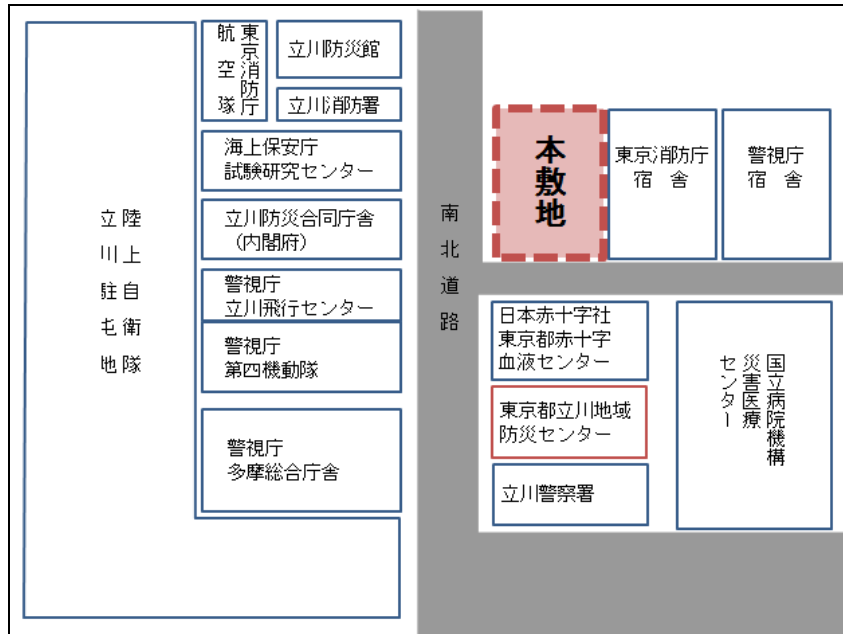 東京消防庁
航空隊
立川防災館
立川消防署
海上保安庁
試験研究センター
立川防災合同庁舎
(内閣府)
警視庁
立川飛行センター
警視庁
第四機動隊
警視庁
多摩総合庁舎
陸上自衛隊
立川駐屯地
南北道路
本敷地
東京消防庁
宿　舎
警視庁
宿　舎
日本赤十字社
東京都赤十字
血液センター
東京都立川地域
防災センター
立川警察署
国立病院機構
災害医療
センター